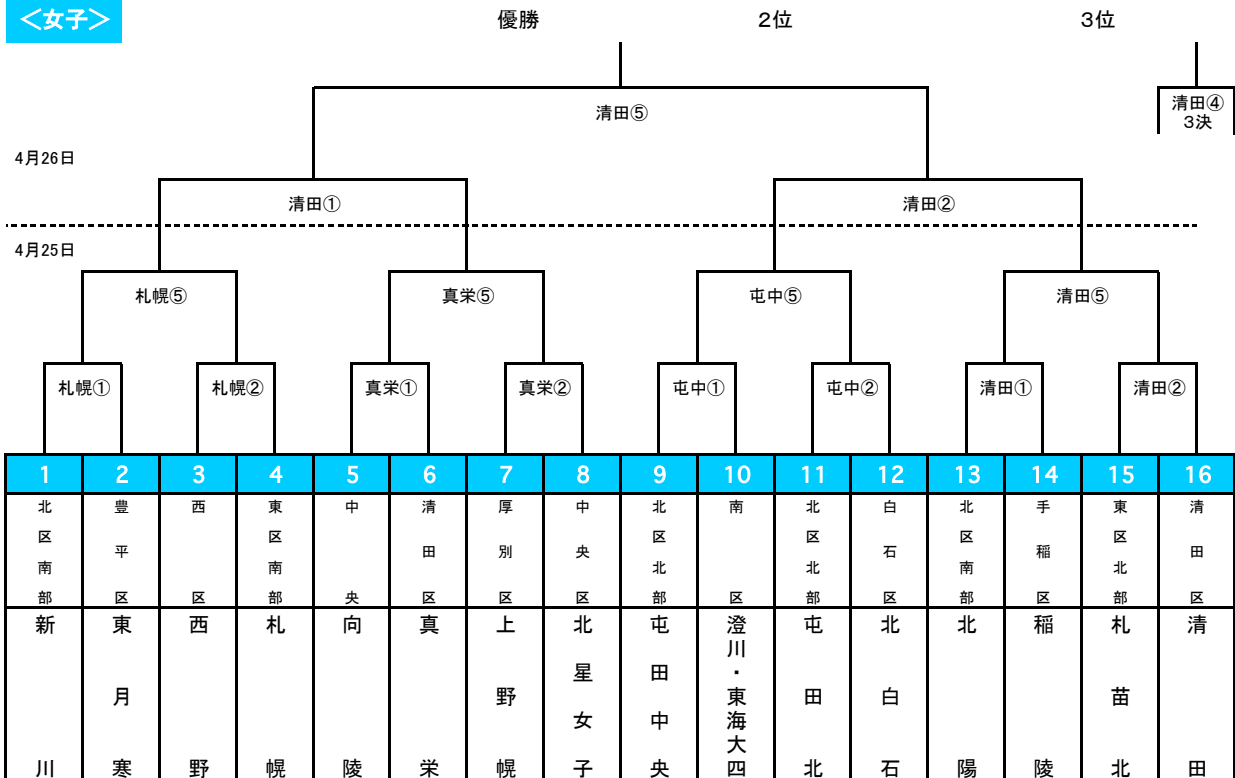 ＜女子＞
優勝
2位
3位
清田⑤
清田④
3決
4月26日
清田①
清田②
4月25日
札幌⑤
真栄⑤
屯中⑤
清田⑤
札幌①
札幌②
真栄①
真栄②
屯中①
屯中②
清田①
清田②
1 2 3 4 5 6 7 8 9 10 11 12 13 14 15 16
北区南部
豊平区
西区
東区南部
中央
清田区
厚別区
中央区
北区北部
南区
北区北部
白石区
北区南部
手稲区
東区北部
清田区
新川
東月寒
西野
札幌
向陵
真栄
上野幌
北星女子
屯田中央
澄川・東海大四
屯田北
北白石
北陽
稲陵
札苗北
清田